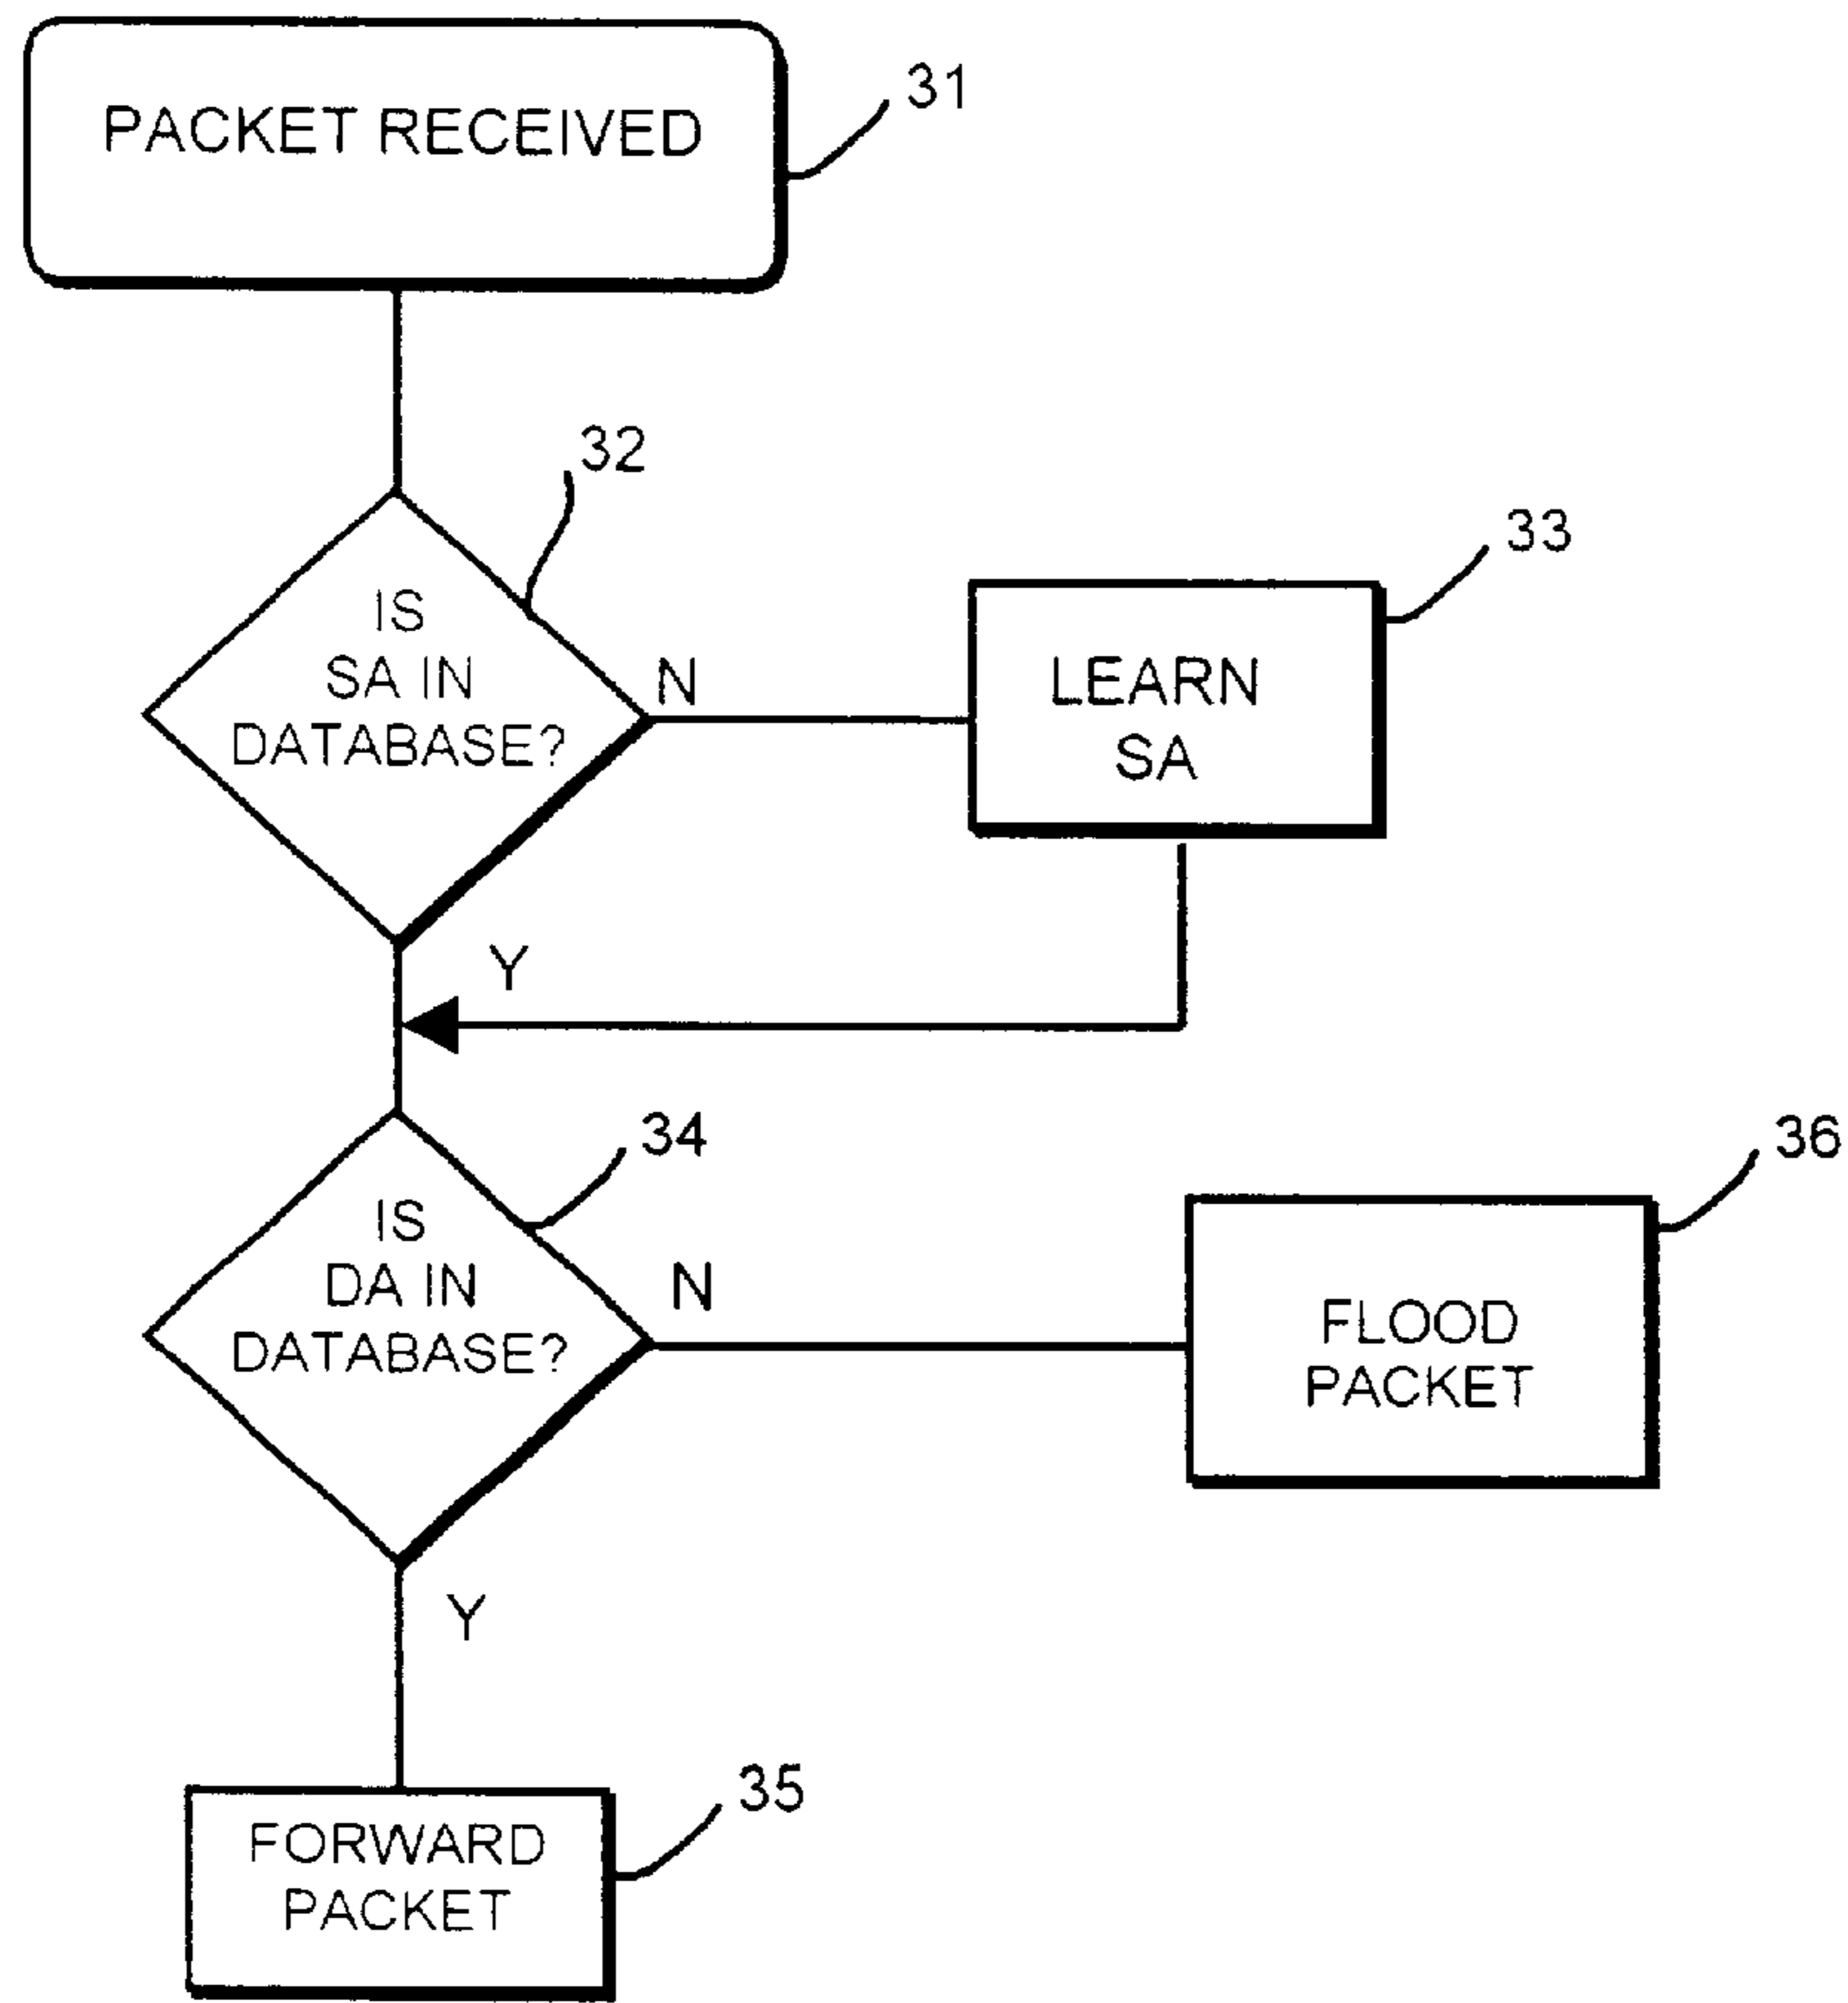 PACKET RECEIVED
31
32
IS
SA IN
DATABASE?
N
33
LEARN
SA
Y
34
IS
DA IN
DATABASE?
N
36
FLOOD
PACKET
Y
35
FORWARD
PACKET